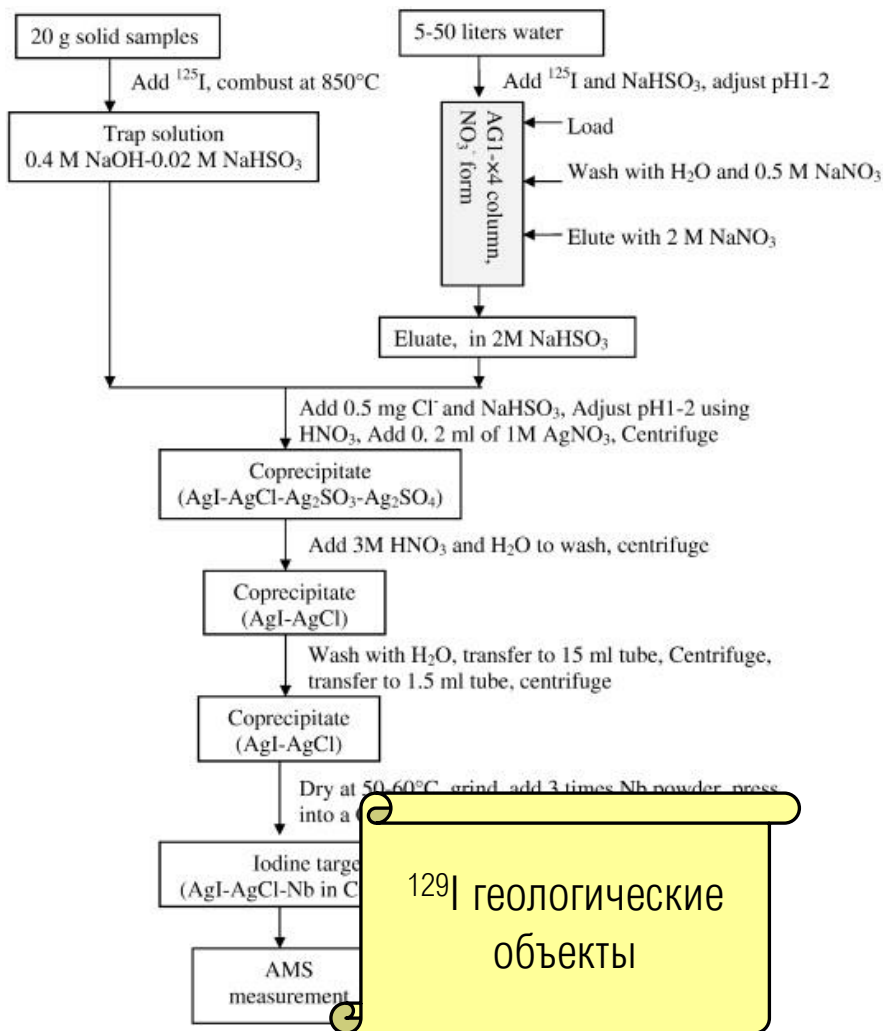 20 g solid samples
Add ¹²⁵I, combust at 850°C
Trap solution
0.4 M NaOH-0.02 M NaHSO₃
5-50 liters water
Add ¹²⁵I and NaHSO₃, adjust pH1-2
AG1-x4 column,
NO₃⁻ form
Load
Wash with H₂O and 0.5 M NaNO₃
Elute with 2 M NaNO₃
Eluate, in 2M NaHSO₃
Add 0.5 mg Cl⁻ and NaHSO₃, Adjust pH1-2 using
HNO₃, Add 0. 2 ml of 1M AgNO₃, Centrifuge
Coprecipitate
(AgI-AgCl-Ag₂SO₃-Ag₂SO₄)
Add 3M HNO₃ and H₂O to wash, centrifuge
Coprecipitate
(AgI-AgCl)
Wash with H₂O, transfer to 15 ml tube, Centrifuge,
transfer to 1.5 ml tube, centrifuge
Coprecipitate
(AgI-AgCl)
Dry at 50-60°C, grind, add 3 times Nb powder, press
into a
Iodine targe
(AgI-AgCl-Nb in C
AMS
measurement
¹²⁹I геологические
объекты